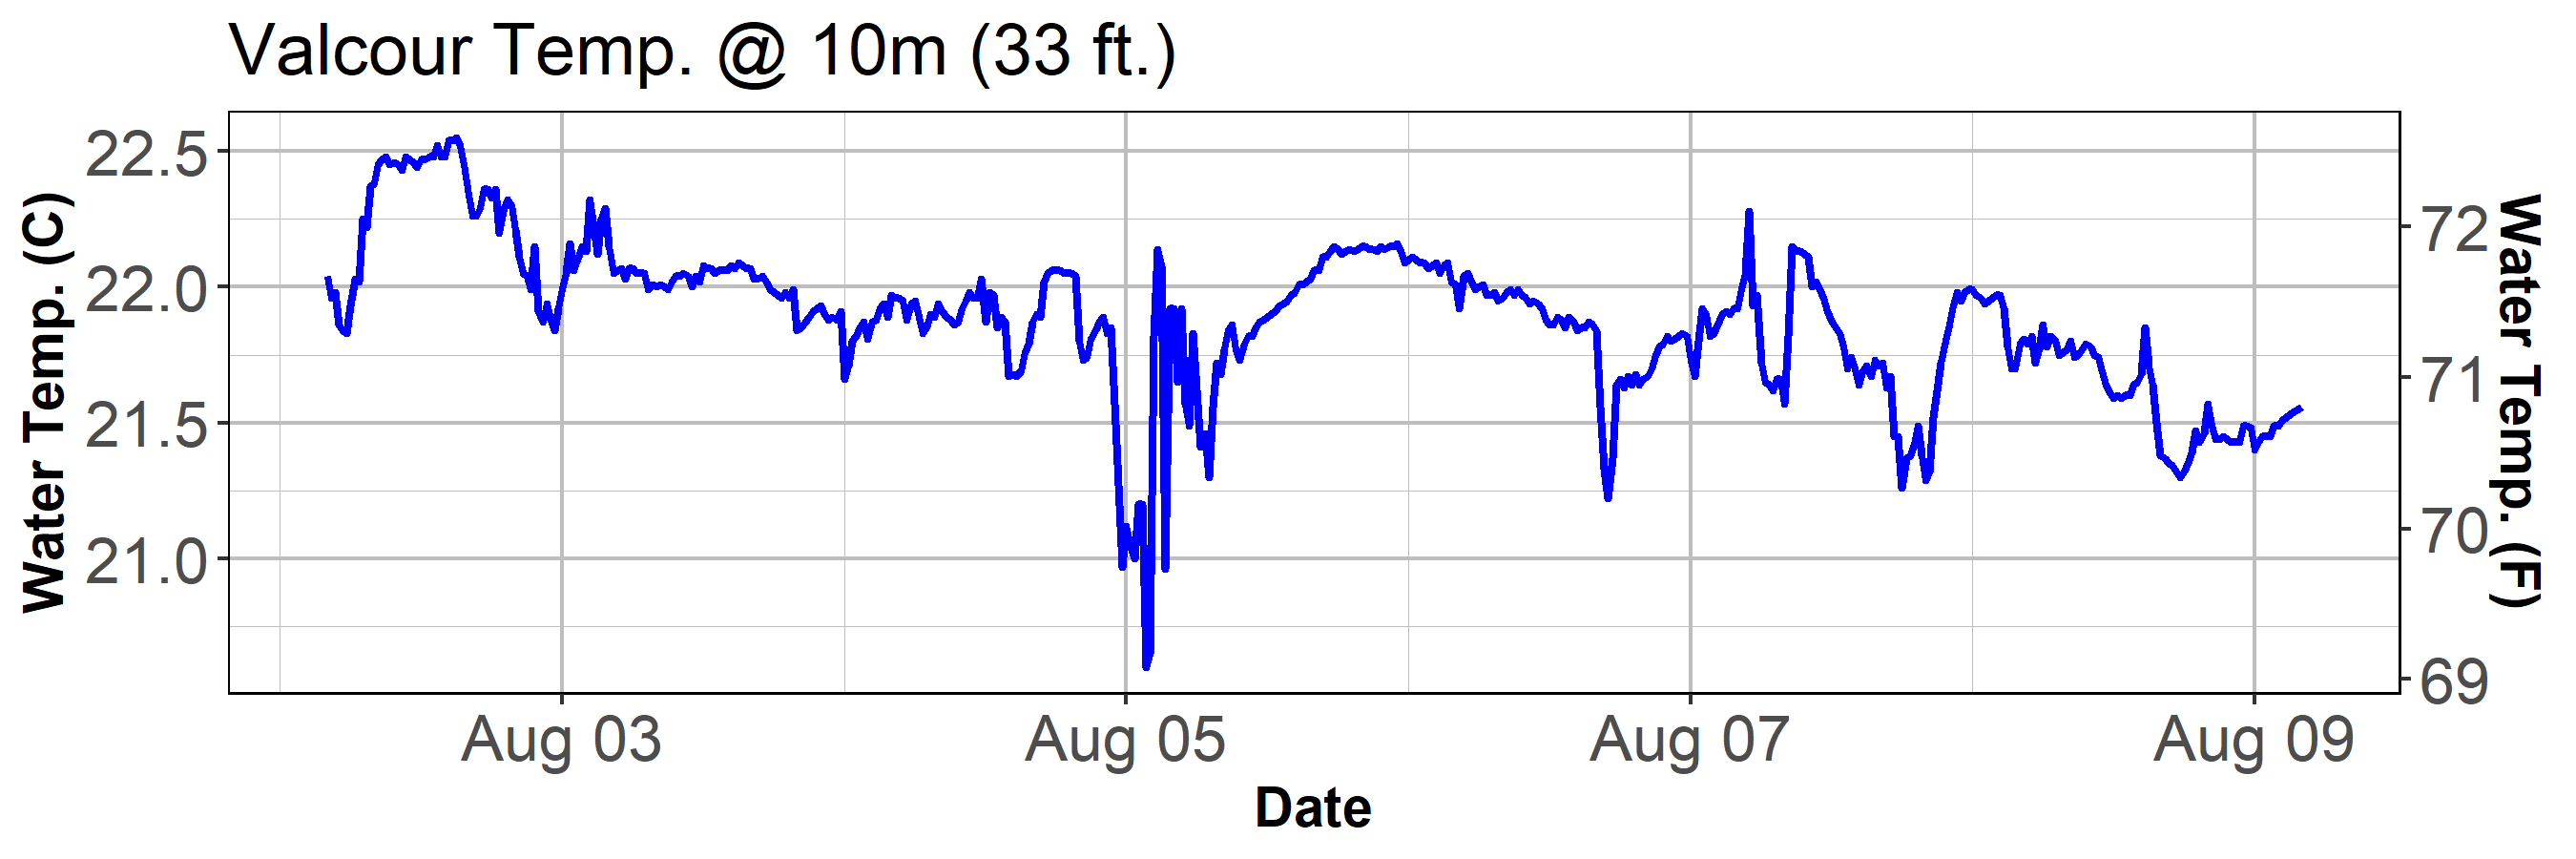 Valcour Temp. @ 10m (33 ft.)
Water Temp. (C)
22.5
22.0
21.5
21.0
72
71
70
69
Water Temp. (F)
Aug 03 Aug 05 Aug 07 Aug 09
Date